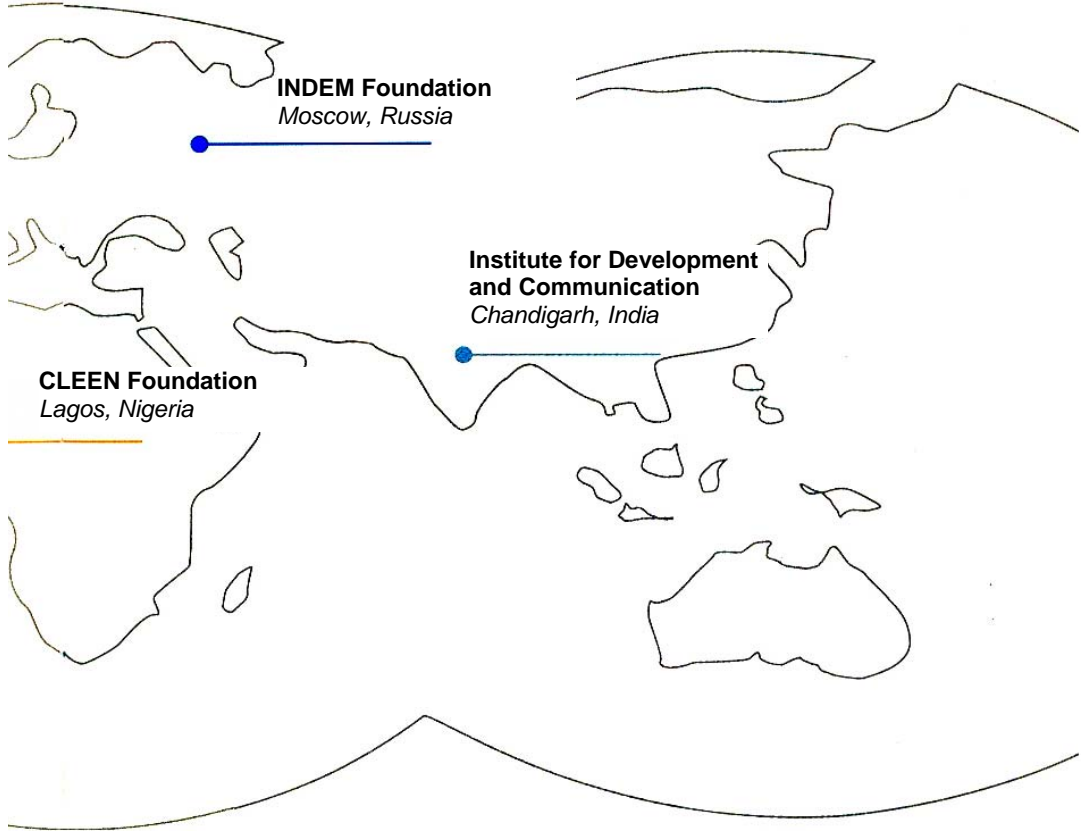 INDEM Foundation
Moscow, Russia
Institute for Development
and Communication
Chandigarh, India
CLEEN Foundation
Lagos, Nigeria